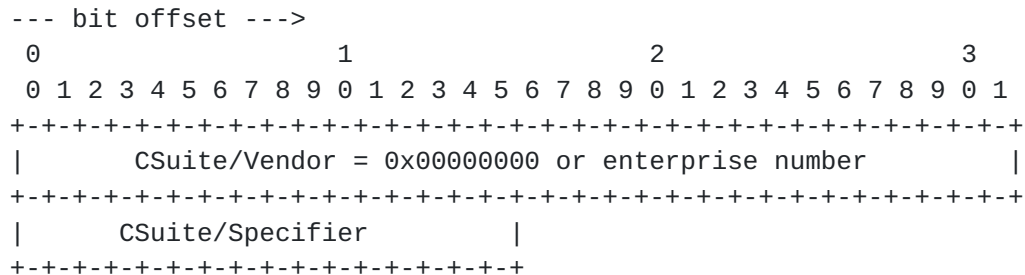 --- bit offset --->
 0                   1                   2                   3
 0 1 2 3 4 5 6 7 8 9 0 1 2 3 4 5 6 7 8 9 0 1 2 3 4 5 6 7 8 9 0 1
+-+-+-+-+-+-+-+-+-+-+-+-+-+-+-+-+-+-+-+-+-+-+-+-+-+-+-+-+-+-+-+-+
|       CSuite/Vendor = 0x00000000 or enterprise number         |
+-+-+-+-+-+-+-+-+-+-+-+-+-+-+-+-+-+-+-+-+-+-+-+-+-+-+-+-+-+-+-+-+
|      CSuite/Specifier         |
+-+-+-+-+-+-+-+-+-+-+-+-+-+-+-+-+